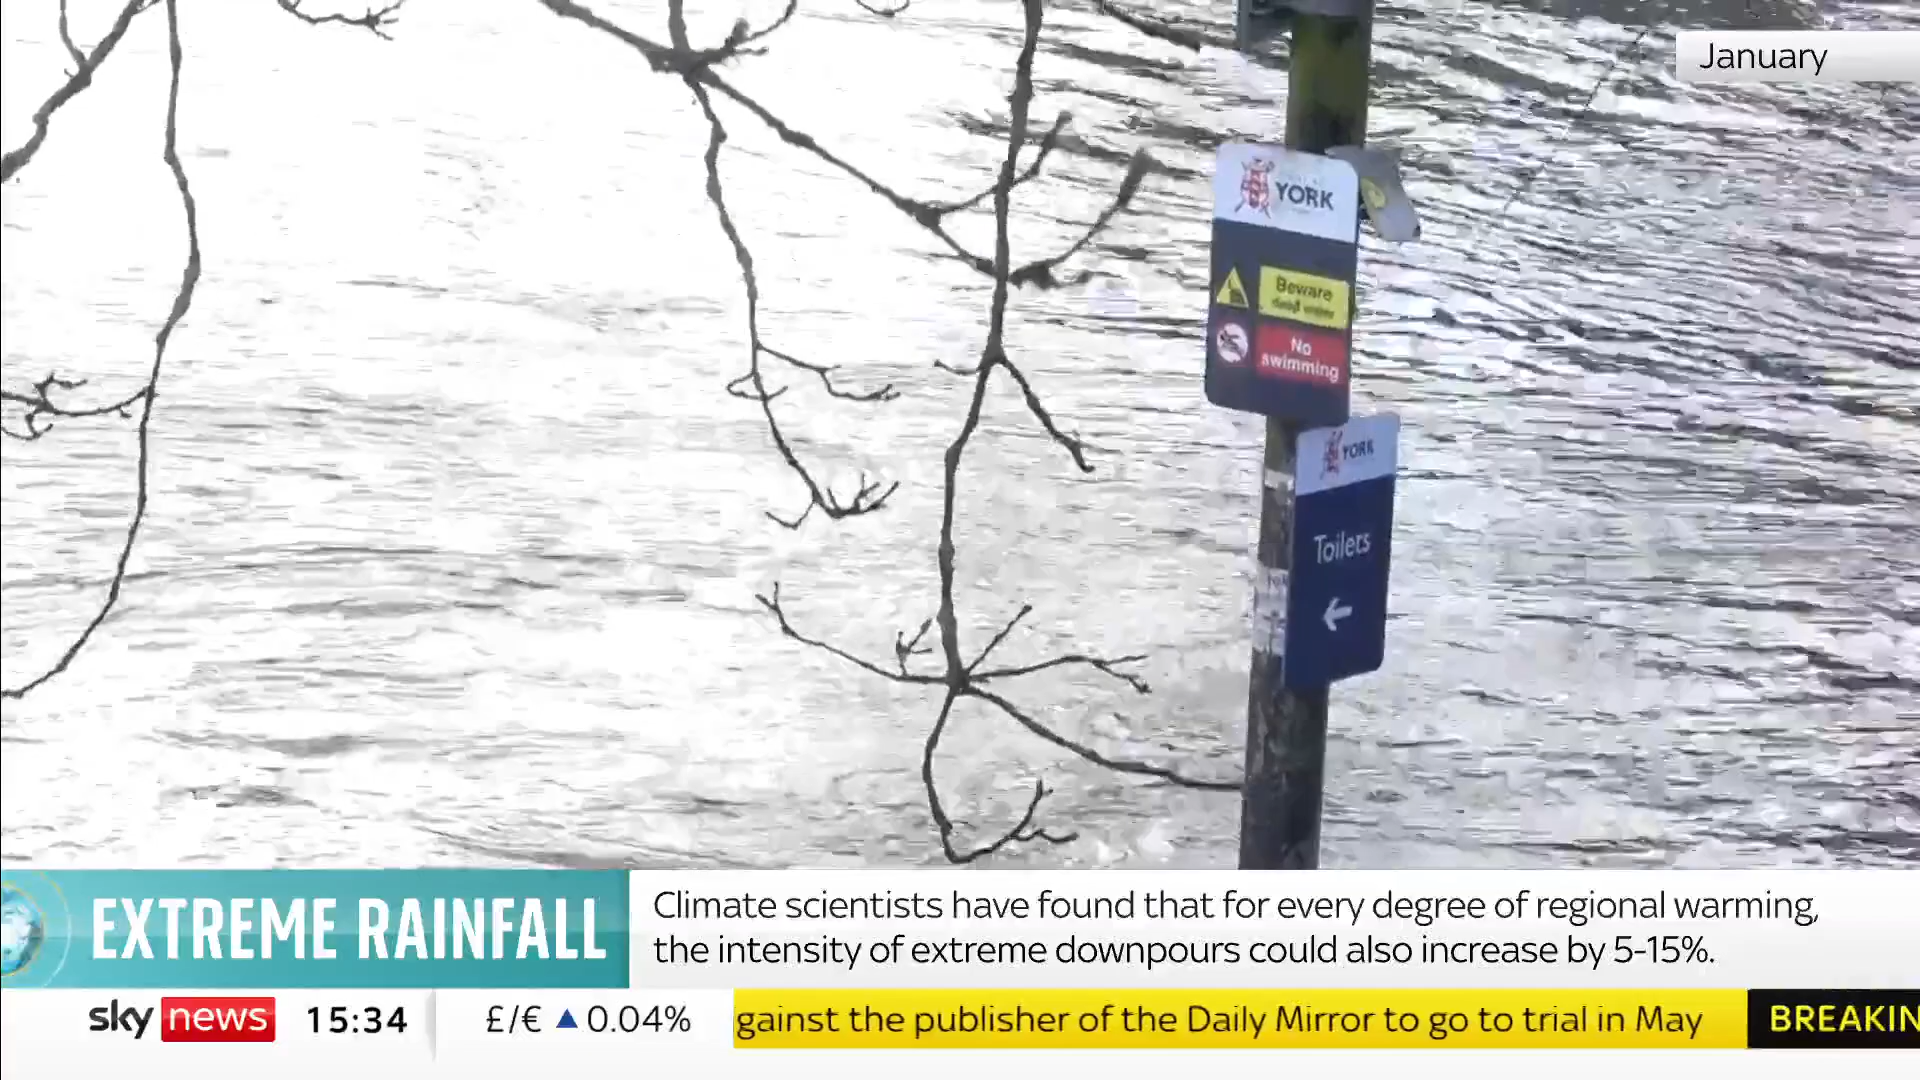 January
YORK
Beware
deep water
No
swimming
YORK
Toilets
EXTREME RAINFALL
Climate scientists have found that for every degree of regional warming,
the intensity of extreme downpours could also increase by 5-15%.
sky news
15:34
£/€ ▲ 0.04%
gainst the publisher of the Daily Mirror to go to trial in May
BREAKIN